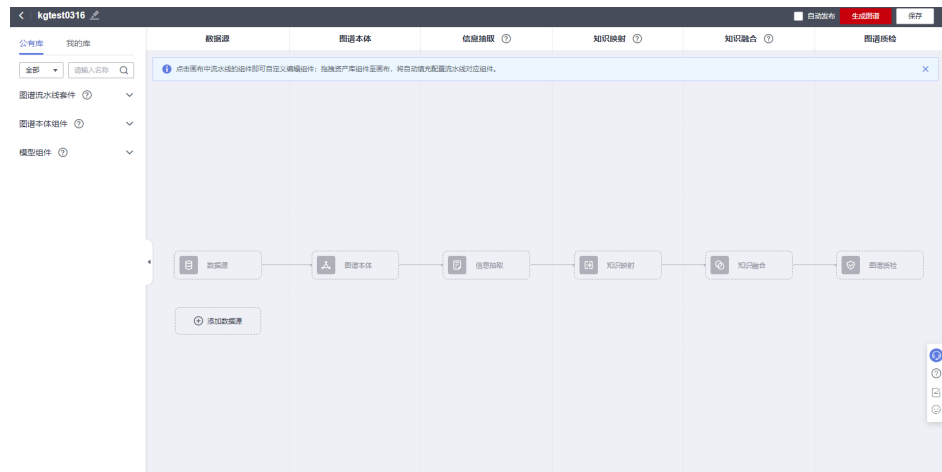 kgtest0316
自动发布
生成图谱
保存
公有库 我的库
全部 请输入名称
图谱流水线套件
图谱本体组件
模型组件
数据源 图谱本体 信息抽取 知识映射 知识融合 图谱质检
点击画布中流水线的组件即可自定义编辑组件；拖拽资产库组件至画布，将自动填充配置流水线对应组件。
数据源 图谱本体 信息抽取 知识映射 知识融合 图谱质检
添加数据源